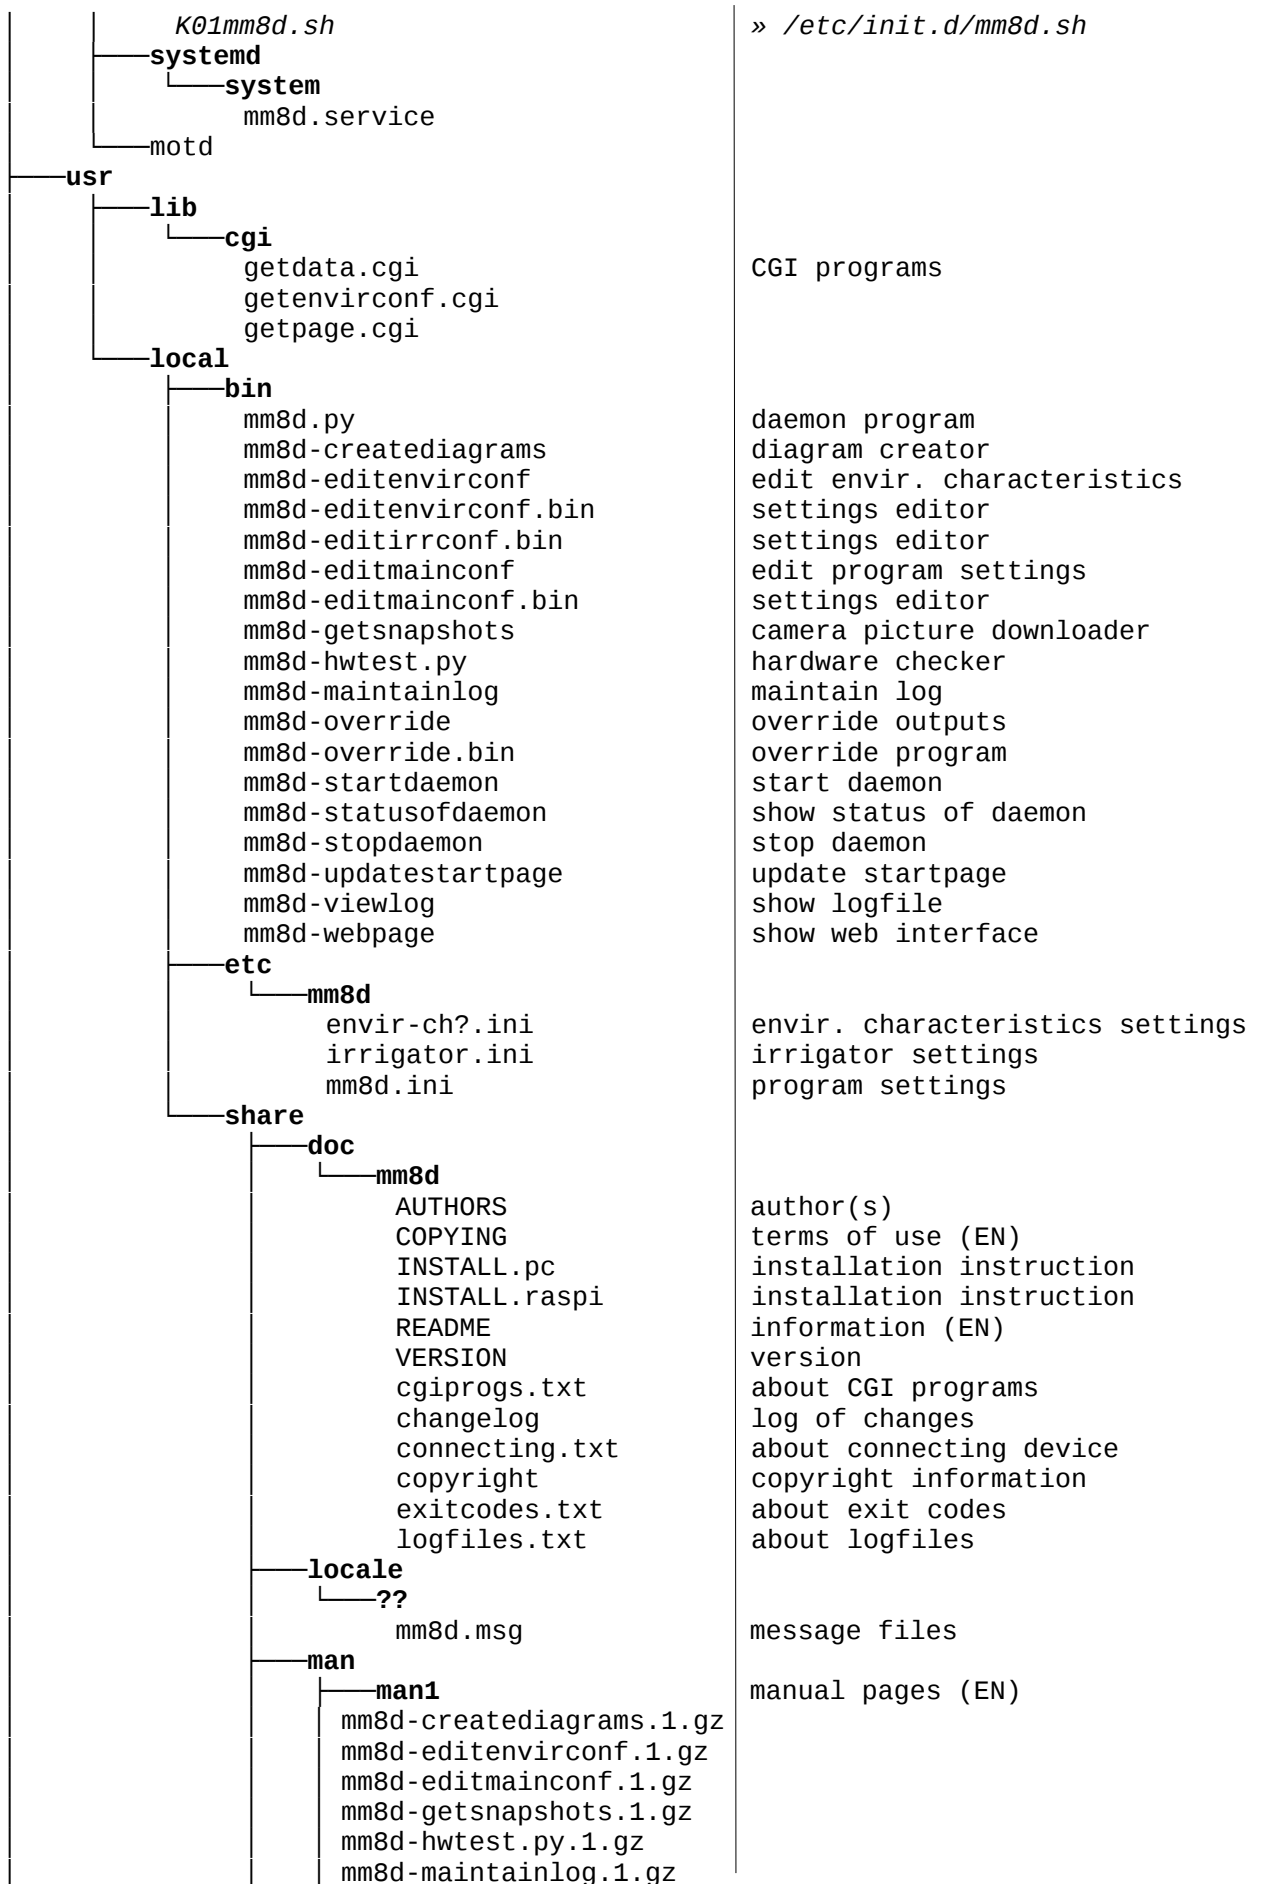 K01mm8d.sh » /etc/init.d/mm8d.sh
systemd
system
mm8d.service
motd
usr
lib
cgi
getdata.cgi CGI programs
getenvirconf.cgi
getpage.cgi
local
bin
mm8d.py daemon program
mm8d-creatediagrams diagram creator
mm8d-editenvirconf edit envir. characteristics
mm8d-editenvirconf.bin settings editor
mm8d-editirrconf.bin settings editor
mm8d-editmainconf edit program settings
mm8d-editmainconf.bin settings editor
mm8d-getsnapshots camera picture downloader
mm8d-hwtest.py hardware checker
mm8d-maintainlog maintain log
mm8d-override override outputs
mm8d-override.bin override program
mm8d-startdaemon start daemon
mm8d-statusofdaemon show status of daemon
mm8d-stopdaemon stop daemon
mm8d-updatestartpage update startpage
mm8d-viewlog show logfile
mm8d-webpage show web interface
etc
mm8d
envir-ch?.ini envir. characteristics settings
irrigator.ini irrigator settings
mm8d.ini program settings
share
doc
mm8d
AUTHORS author(s)
COPYING terms of use (EN)
INSTALL.pc installation instruction
INSTALL.raspi installation instruction
README information (EN)
VERSION version
cgiprogs.txt about CGI programs
changelog log of changes
connecting.txt about connecting device
copyright copyright information
exitcodes.txt about exit codes
logfiles.txt about logfiles
locale
??
mm8d.msg message files
man
man1 manual pages (EN)
mm8d-creatediagrams.1.gz
mm8d-editenvirconf.1.gz
mm8d-editmainconf.1.gz
mm8d-getsnapshots.1.gz
mm8d-hwtest.py.1.gz
mm8d-maintainlog.1.gz